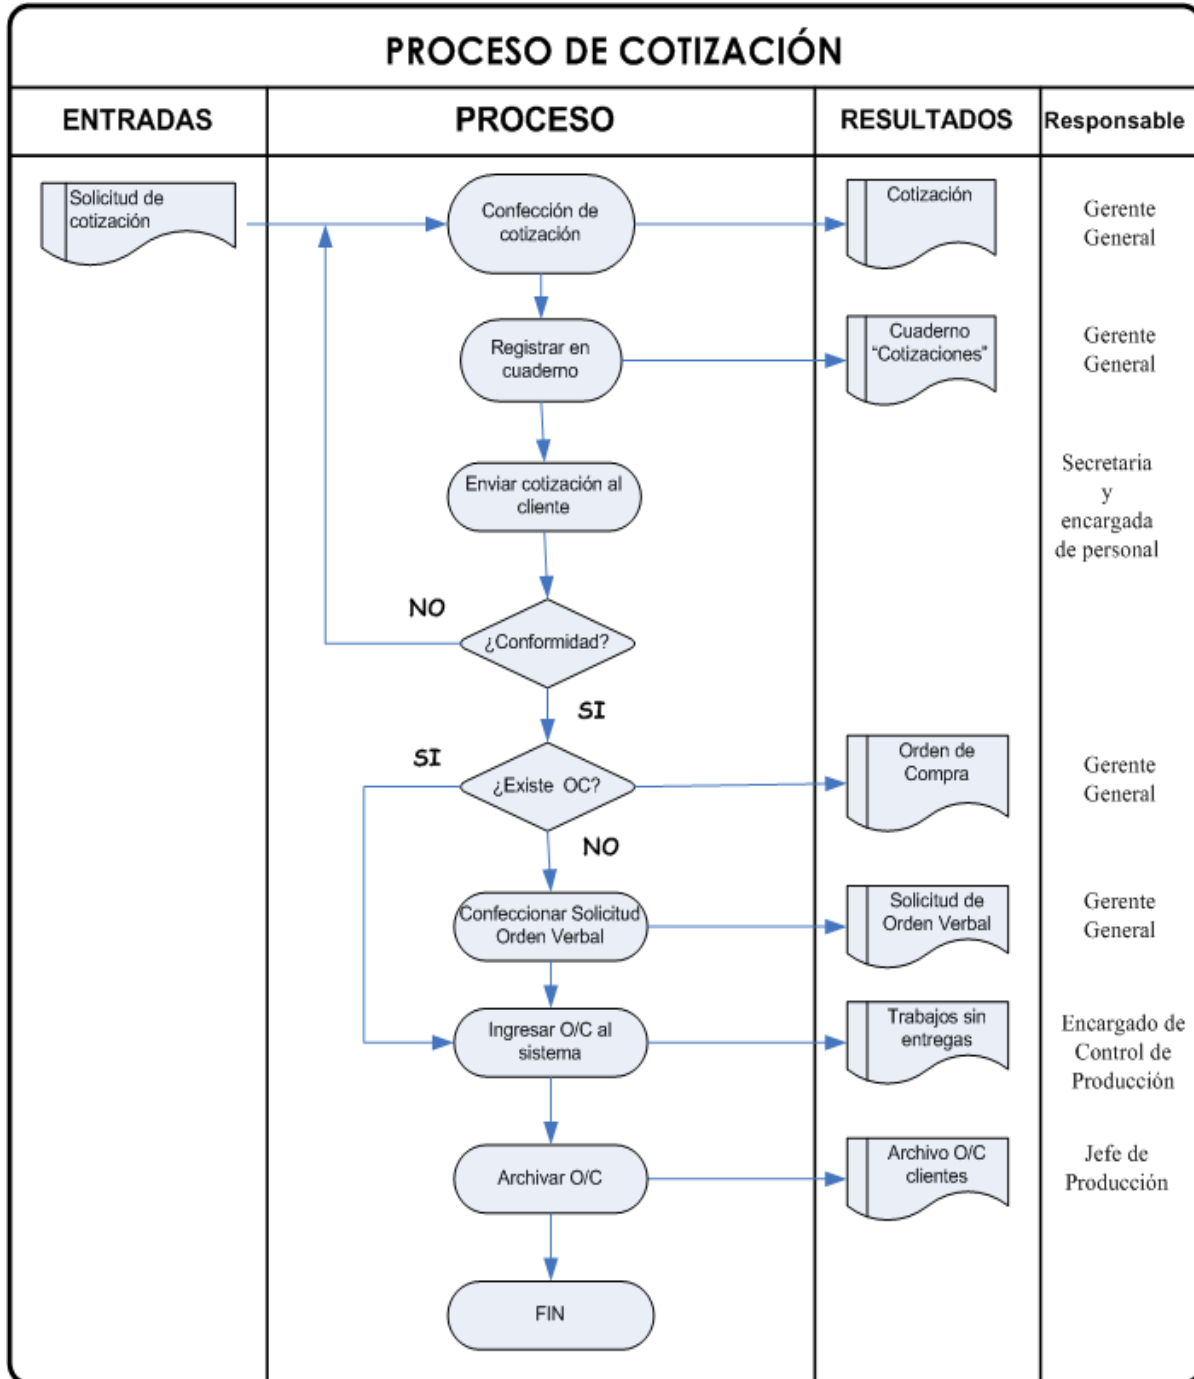 PROCESO DE COTIZACIÓN
ENTRADAS
PROCESO
RESULTADOS
Responsable
Solicitud de
cotización
Confección de
cotización
Cotización
Gerente
General
Registrar en
cuaderno
Cuaderno
“Cotizaciones”
Gerente
General
Enviar cotización al
cliente
Secretaria
y
encargada
de personal
NO
¿Conformidad?
SI
SI
¿Existe OC?
Orden de
Compra
Gerente
General
NO
Confeccionar Solicitud
Orden Verbal
Solicitud de
Orden Verbal
Gerente
General
Ingresar O/C al
sistema
Trabajos sin
entregas
Encargado de
Control de
Producción
Archivar O/C
Archivo O/C
clientes
Jefe de
Producción
FIN